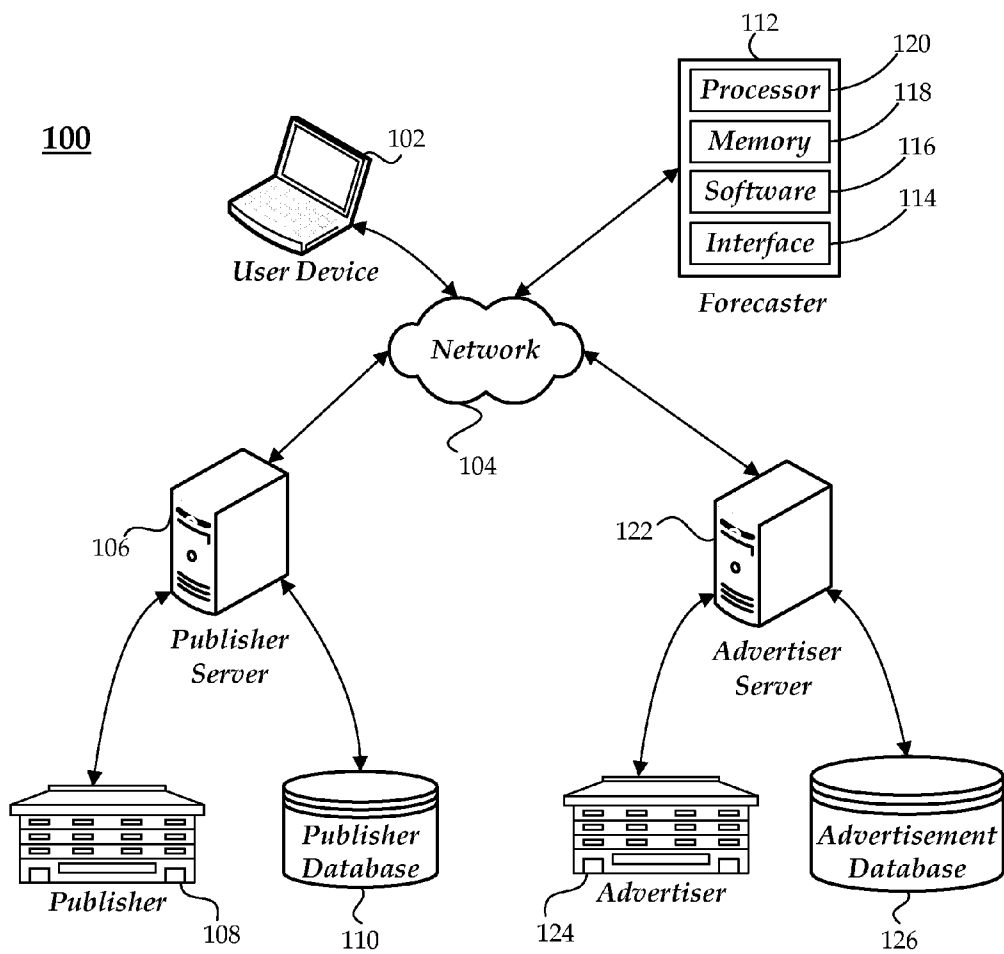 112
120
Processor
118
100
102
Memory
116
Software
114
Interface
User Device
Forecaster
Network
104
106
122
Publisher
Server
Advertiser
Server
Publisher
Database
Advertisement
Database
Publisher
Advertiser
108
110
124
126